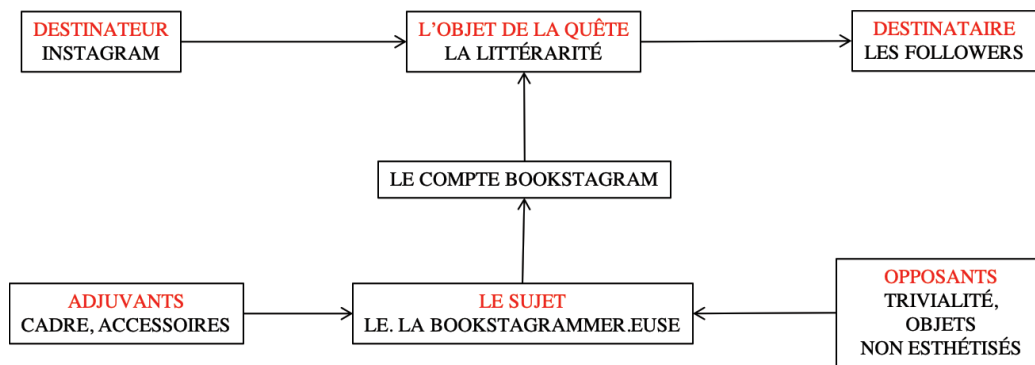 DESTINATEUR
INSTAGRAM
L'OBJET DE LA QUÊTE
LA LITTÉRARITÉ
DESTINATAIRE
LES FOLLOWERS
LE COMPTE BOOKSTAGRAM
ADJUVANTS
CADRE, ACCESSOIRES
LE SUJET
LE. LA BOOKSTAGRAMMER.EUSE
OPPOSANTS
TRIVIALITÉ,
OBJETS
NON ESTHÉTISÉS